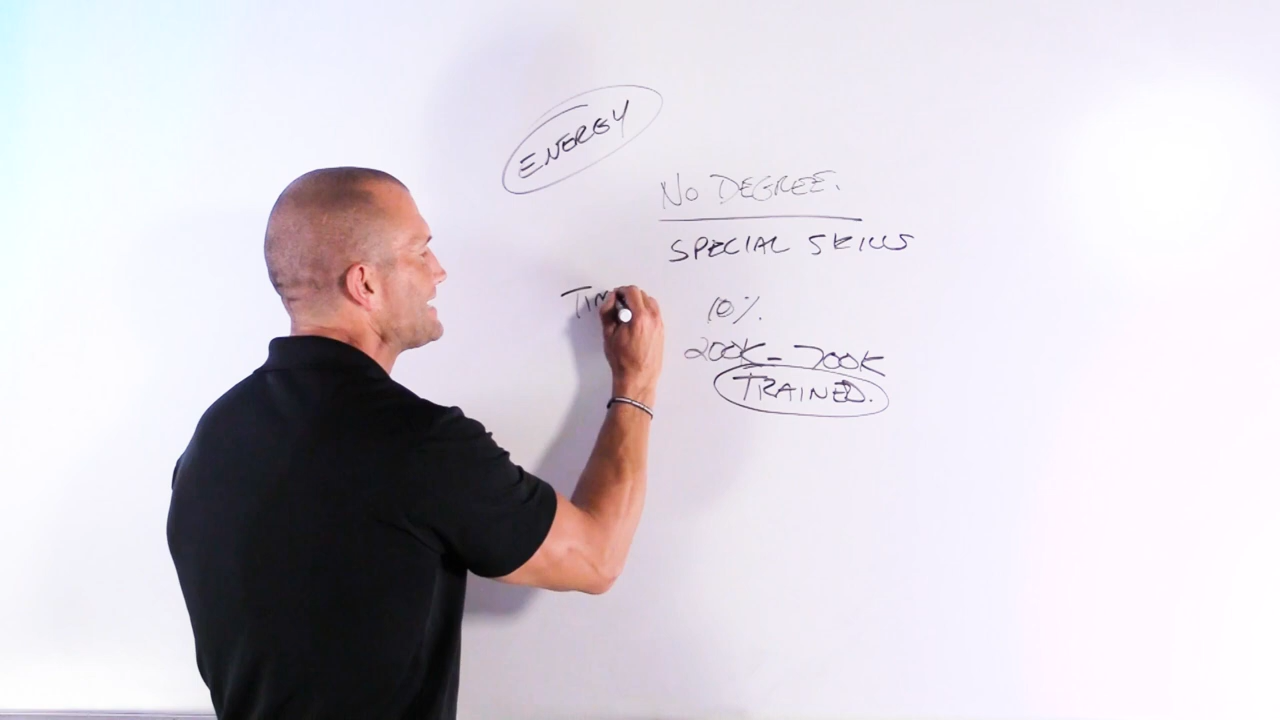 ENERGY
NO DEGREE.
SPECIAL SKILLS
10%.
200K - 700K
TRAINED.